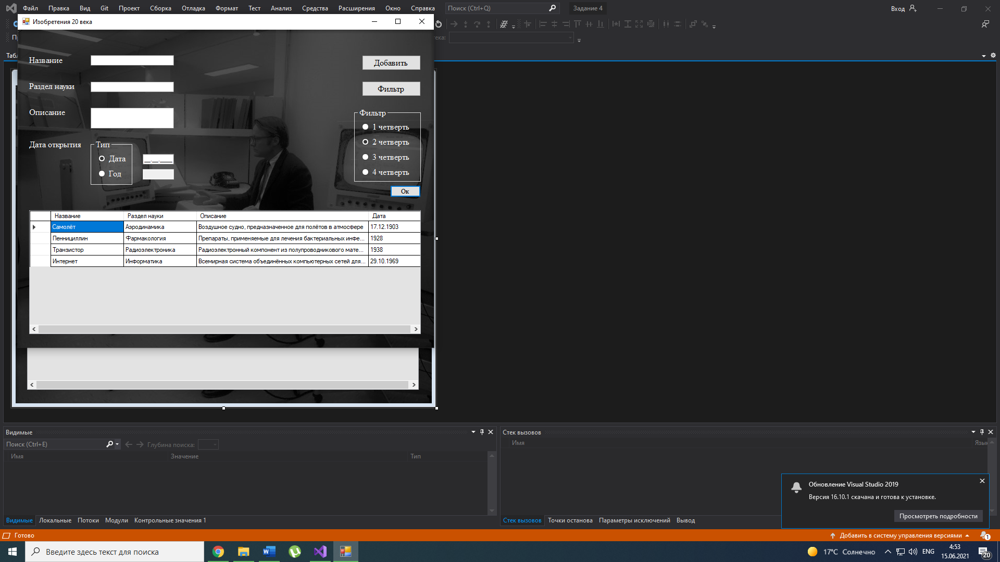 Файл Правка Вид Git Проект Сборка Отладка Формат Тест Анализ Средства Расширения Окно Справка Поиск (Ctrl+Q) Задание 4 Вход
Изобретения 20 века
Название
Добавить
Раздел науки
Фильтр
Описание
Фильтр
1 четверть
2 четверть
3 четверть
4 четверть
Дата открытия
Тип
Дата
__.__.____
Год
Ок
Название Раздел науки Описание Дата
Самолёт Аэродинамика Воздушное судно, предназначенное для полётов в атмосфере 17.12.1903
Пеннициллин Фармакология Препараты, применяемые для лечения бактериальных инфе... 1928
Транзистор Радиоэлектроника Радиоэлектронный компонент из полупроводникового мате... 1938
Интернет Информатика Всемирная система объединённых компьютерных сетей для... 29.10.1969
Видимые
Поиск (Ctrl+E) Глубина поиска:
Имя Значение Тип
Видимые Локальные Потоки Модули Контрольные значения 1
Стек вызовов
Имя
Стек вызовов Точки останова Параметры исключений Вывод
Обновление Visual Studio 2019
Версия 16.10.1 скачана и готова к установке.
Просмотреть подробности
Готово
Добавить в систему управления версиями 1
Введите здесь текст для поиска
17°C Солнечно ENG 4:53
15.06.2021
20